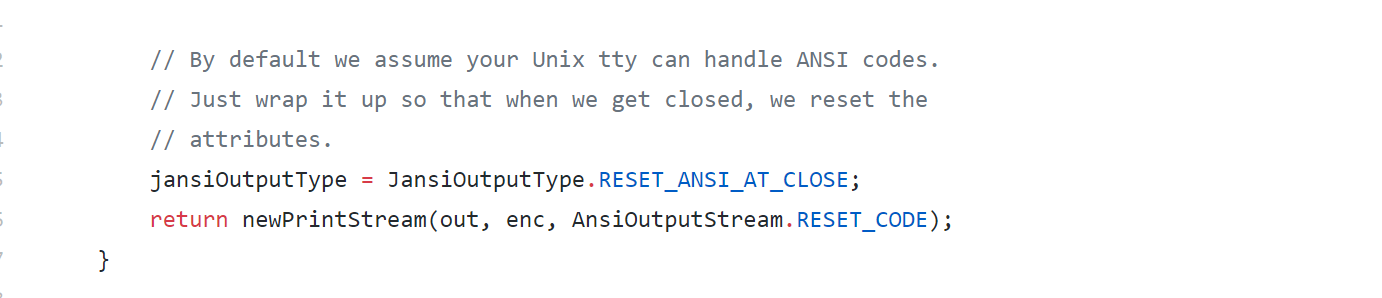 // By default we assume your Unix tty can handle ANSI codes.
// Just wrap it up so that when we get closed, we reset the
// attributes.
jansiOutputType = JansiOutputType.RESET_ANSI_AT_CLOSE;
return newPrintStream(out, enc, AnsiOutputStream.RESET_CODE);
}